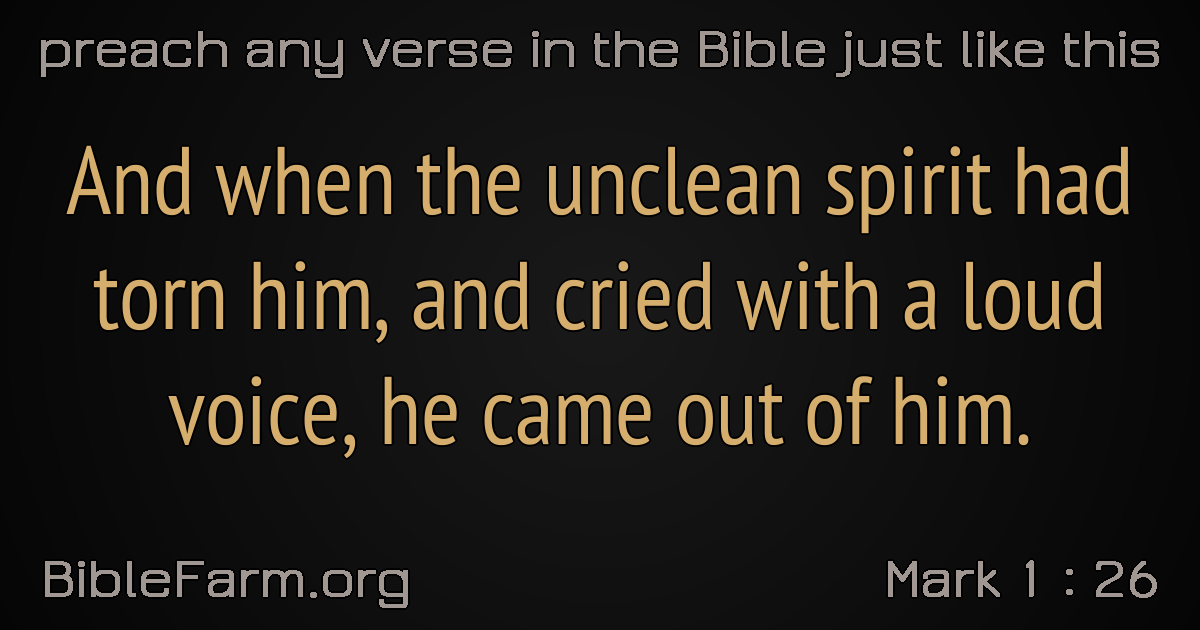 preach any verse in the Bible just like this
And when the unclean spirit had
torn him, and cried with a loud
voice, he came out of him.
BibleFarm.org
Mark 1 : 26